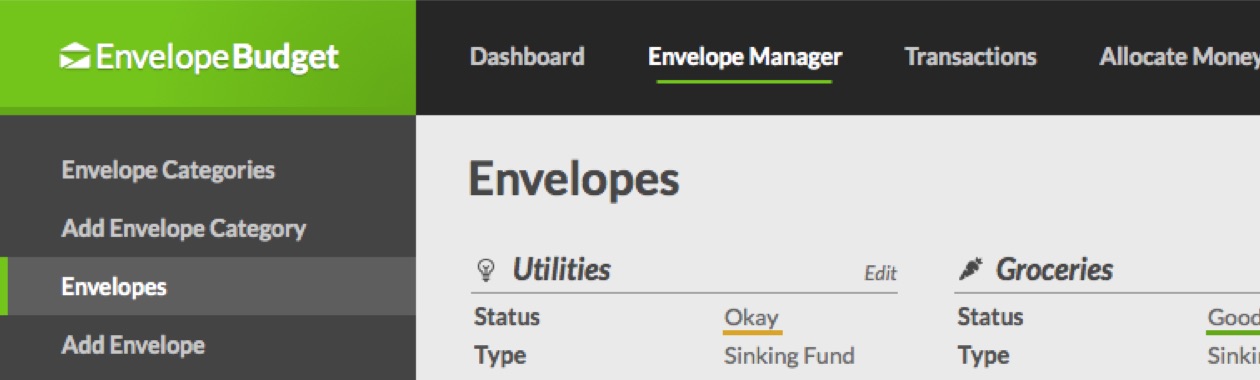 EnvelopeBudget
Dashboard Envelope Manager Transactions Allocate Money
Envelope Categories
Add Envelope Category
Envelopes
Add Envelope
Envelopes
Utilities Edit
Status Okay
Type Sinking Fund
Groceries
Status Good
Type